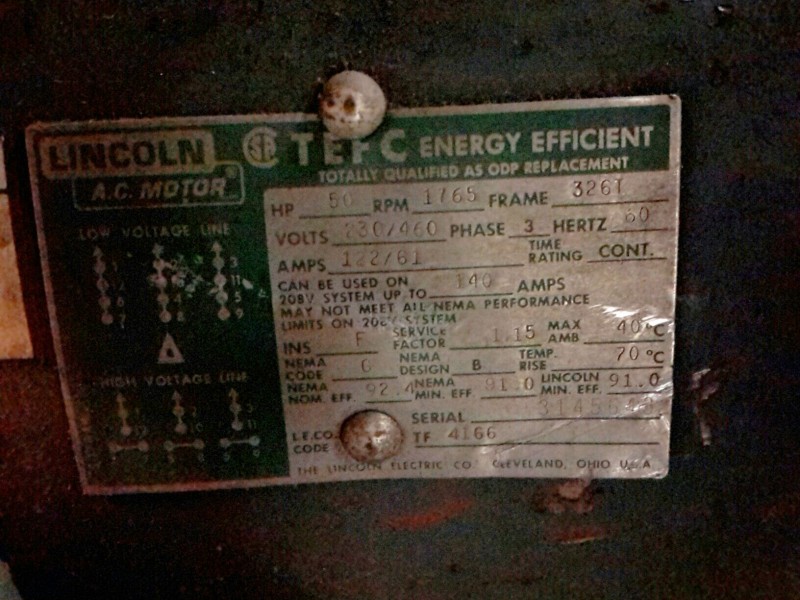 LINCOLN
A.C. MOTOR
SA TEFC ENERGY EFFICIENT
TOTALLY QUALIFIED AS ODP REPLACEMENT
HP 50 RPM 1765 FRAME 326T
VOLTS 230/460 PHASE 3 HERTZ 60
AMPS 122/61 TIME RATING CONT.
CAN BE USED ON
208V SYSTEM UP TO 140 AMPS
MAY NOT MEET ALL NEMA PERFORMANCE
LIMITS ON 208V SYSTEM
INS F SERVICE FACTOR 1.15 MAX AMB 40°C
NEMA CODE NEMA DESIGN B TEMP. RISE 70°C
NEMA NOM. EFF. 92.4 NEMA MIN. EFF. 91.0 LINCOLN MIN. EFF. 91.0
SERIAL
L.E.CO. CODE TF 4166
THE LINCOLN ELECTRIC CO. CLEVELAND, OHIO U.S.A.
LOW VOLTAGE LINE
HIGH VOLTAGE LINE